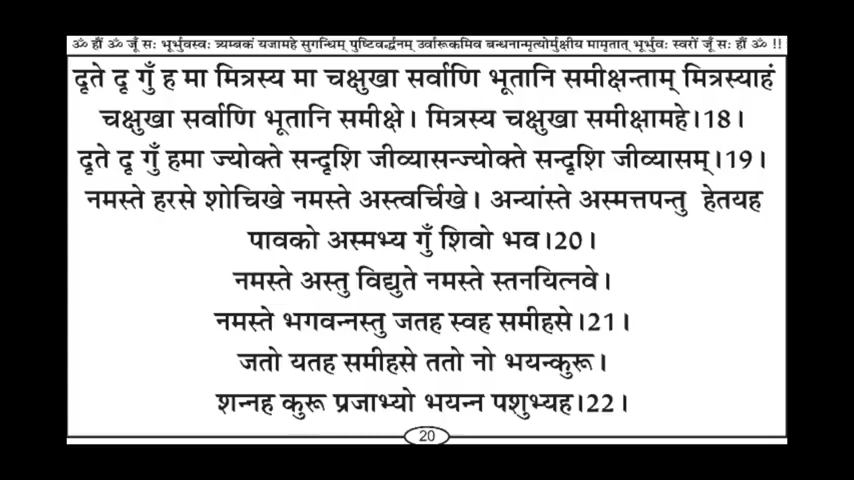 ॐ हौं ॐ जूँ सः भूर्भुवस्वः त्र्यम्बकं यजामहे सुगन्धिम् पुष्टिवर्द्धनम् उर्वारूकमिव बन्धनान्मृत्योर्मुक्षीय मामृतात् भूर्भुवः स्वरों जूँ सः हौं ॐ !!
दृते दृ गुँ ह मा मित्रस्य मा चक्षुखा सर्वाणि भूतानि समीक्षन्ताम् मित्रस्याहं
चक्षुखा सर्वाणि भूतानि समीक्षे। मित्रस्य चक्षुखा समीक्षामहे।18।
दृते दृ गुँ हमा ज्योक्ते सन्दृशि जीव्यासन्ज्योक्ते सन्दृशि जीव्यासम्।19।
नमस्ते हरसे शोचिखे नमस्ते अस्त्वर्चिखे। अन्यांस्ते अस्मत्तपन्तु हेतयह
पावको अस्मभ्य गुँ शिवो भव।20।
नमस्ते अस्तु विद्युते नमस्ते स्तनयित्नवे।
नमस्ते भगवन्नस्तु जतह स्वह समीहसे।21।
जतो यतह समीहसे ततो नो भयन्कुरू।
शन्नह कुरू प्रजाभ्यो भयन्न पशुभ्यह।22।
20